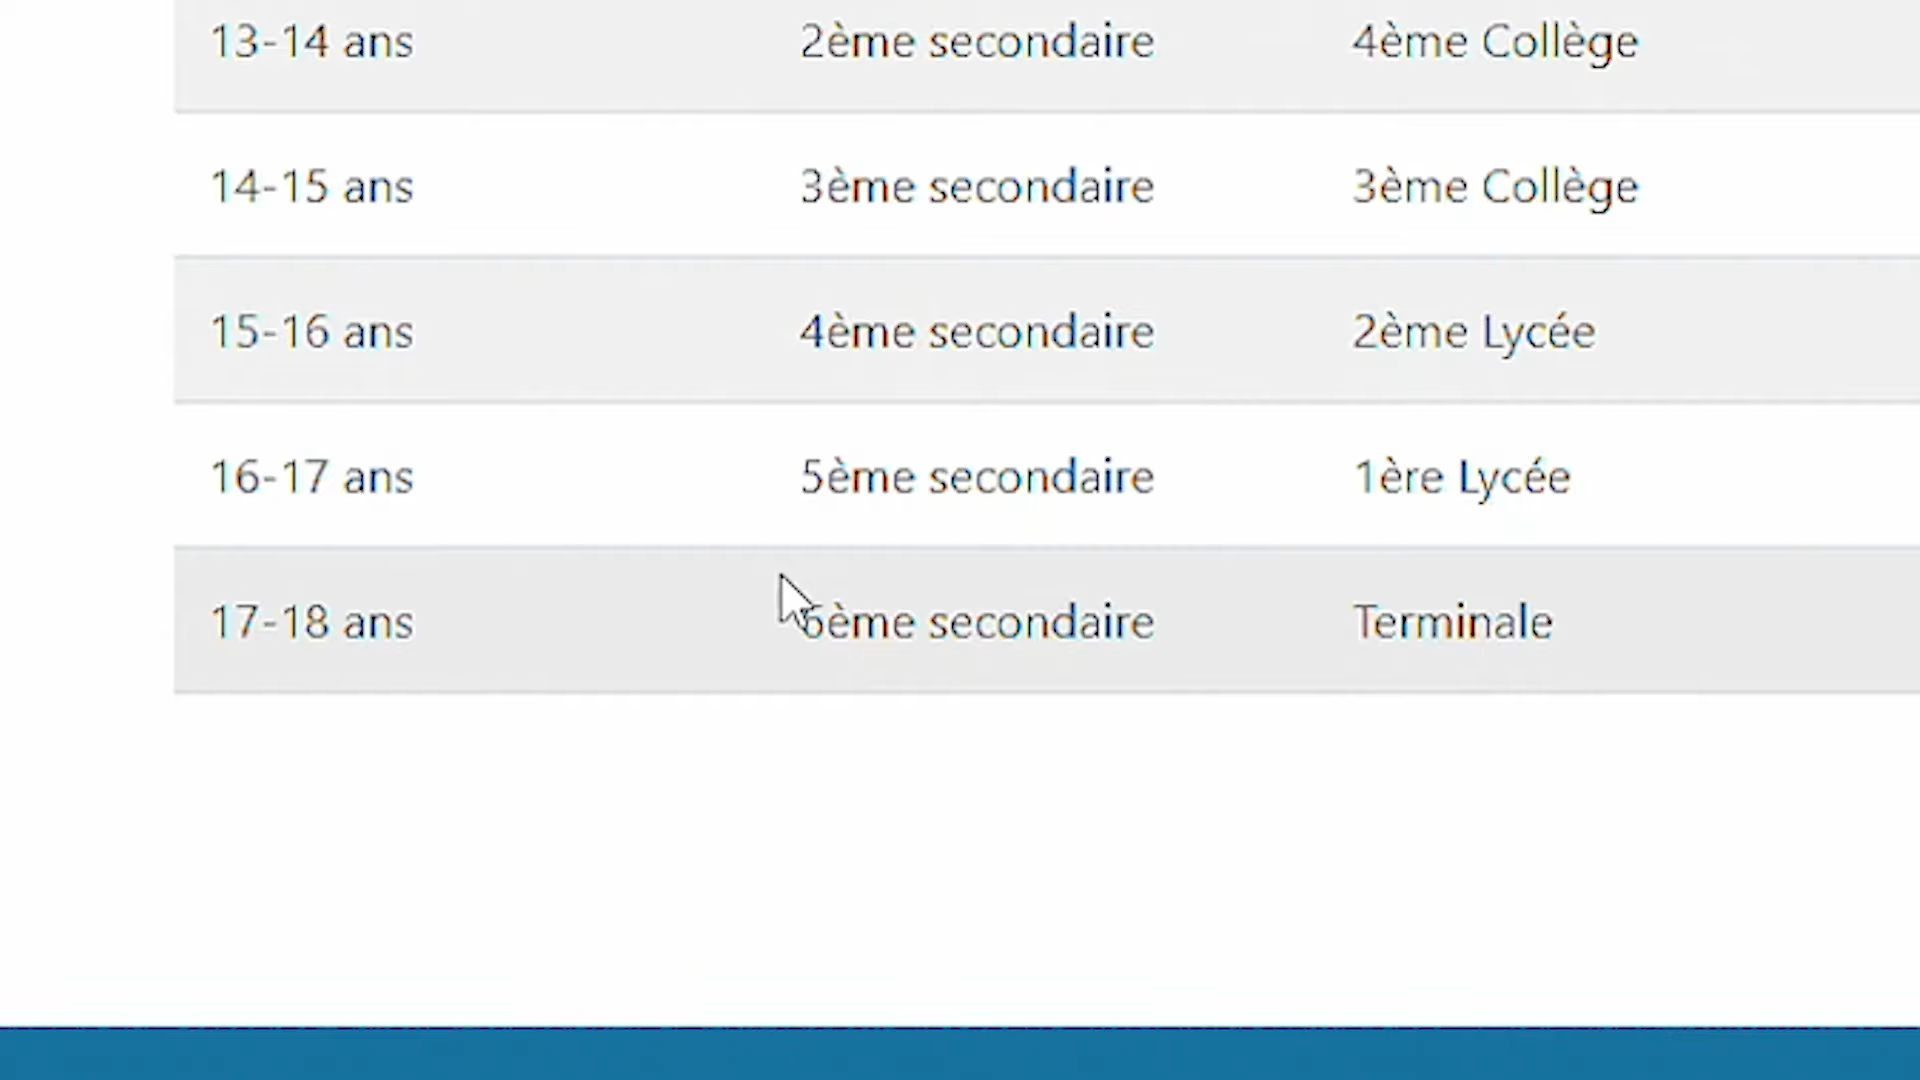 13-14 ans 2ème secondaire 4ème Collège
14-15 ans 3ème secondaire 3ème Collège
15-16 ans 4ème secondaire 2ème Lycée
16-17 ans 5ème secondaire 1ère Lycée
17-18 ans 6ème secondaire Terminale